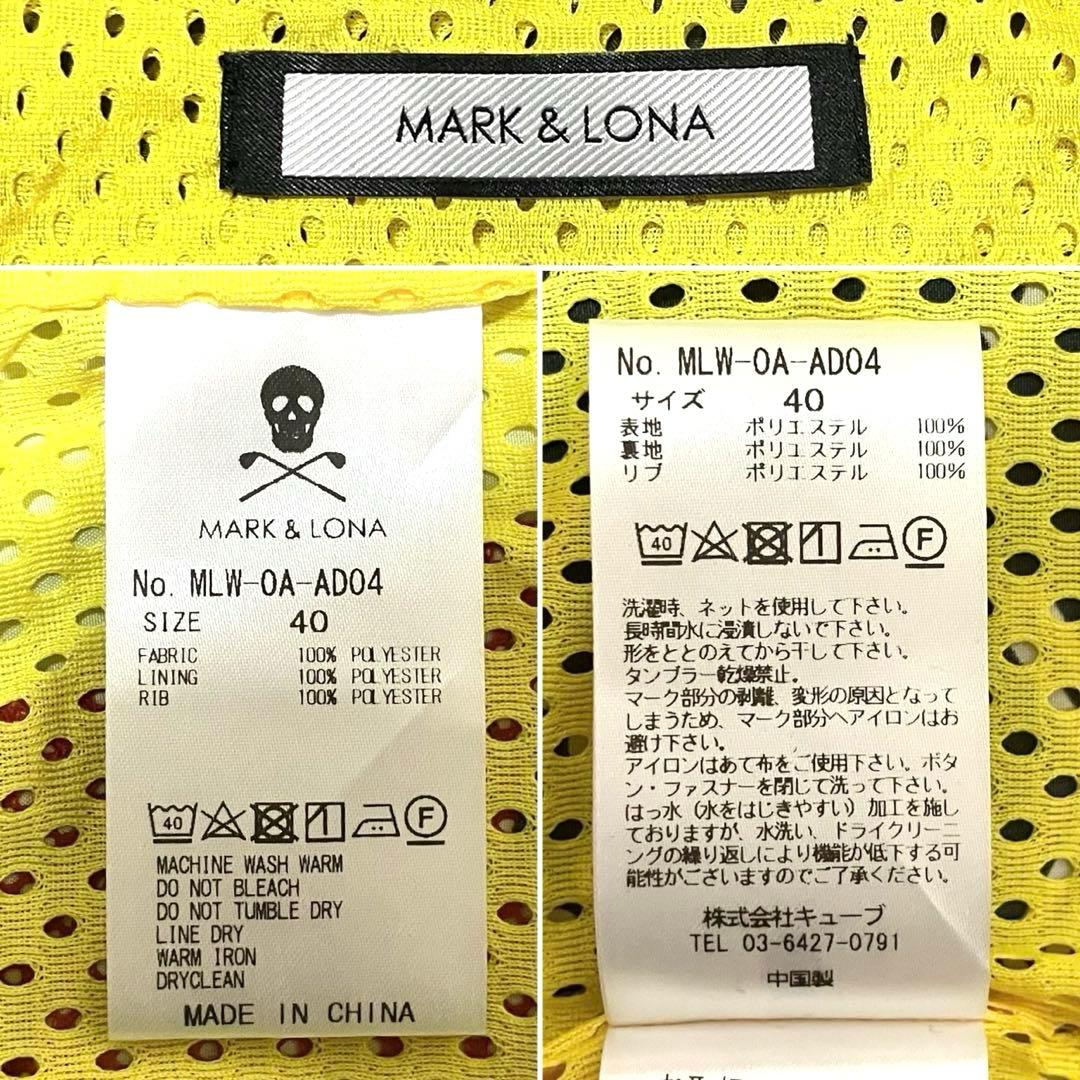 MARK & LONA
MARK & LONA
No. MLW-0A-AD04
SIZE 40
FABRIC 100% POLYESTER
LINING 100% POLYESTER
RIB 100% POLYESTER
40 F
MACHINE WASH WARM
DO NOT BLEACH
DO NOT TUMBLE DRY
LINE DRY
WARM IRON
DRYCLEAN
MADE IN CHINA
No. MLW-0A-AD04
サイズ 40
表地 ポリエステル 100%
裏地 ポリエステル 100%
リブ ポリエステル 100%
40 F
洗濯時、ネットを使用して下さい。
長時間水に浸漬しないで下さい。
形をととのえてから干して下さい。
タンブラー乾燥禁止。
マーク部分の剥離、変形の原因となって
しまうため、マーク部分へアイロンはお
避け下さい。
アイロンはあて布をご使用下さい。ボタ
ン・ファスナーを閉じて洗って下さい。
はっ水（水をはじきやすい）加工を施し
ておりますが、水洗い、ドライクリーニ
ングの繰り返しにより機能が低下する可
能性がございますのでご了承ください。
株式会社キューブ
TEL 03-6427-0791
中国製